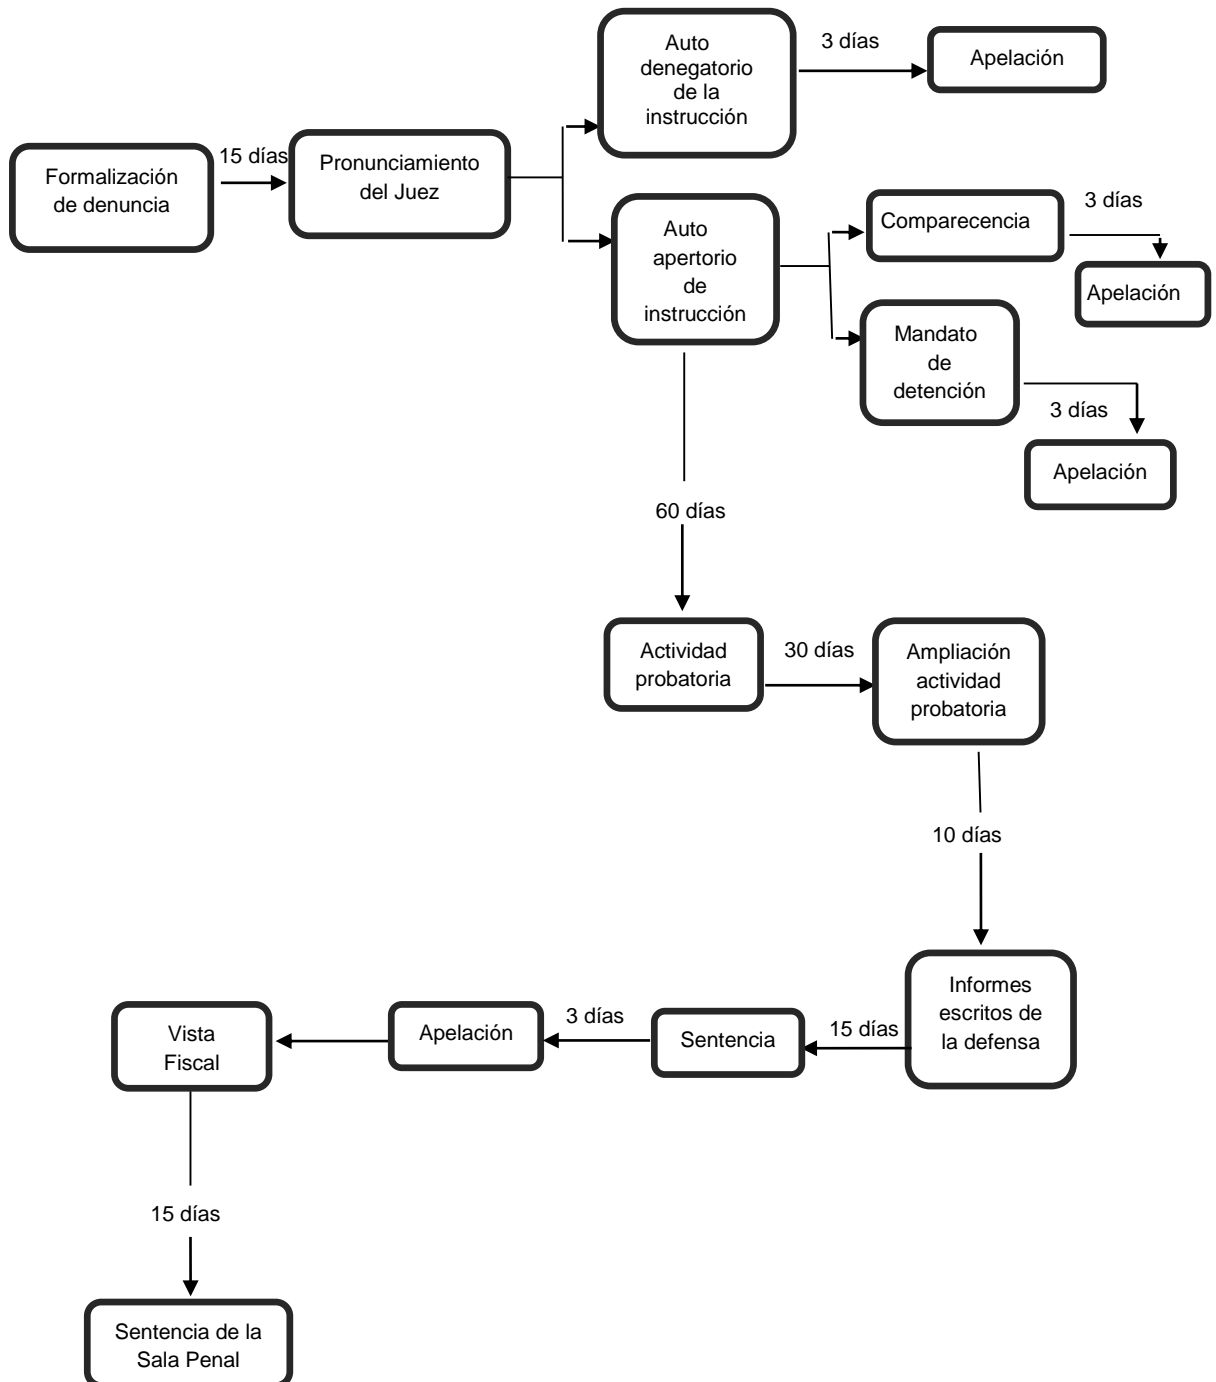 Auto
denegatorio
de la
instrucción
3 días
Apelación
Formalización
de denuncia
15 días
Pronunciamiento
del Juez
Auto
apertorio
de
instrucción
Comparecencia
3 días
Apelación
Mandato
de
detención
3 días
Apelación
60 días
Actividad
probatoria
30 días
Ampliación
actividad
probatoria
10 días
Informes
escritos de
la defensa
15 días
Sentencia
3 días
Apelación
Vista
Fiscal
15 días
Sentencia de la
Sala Penal